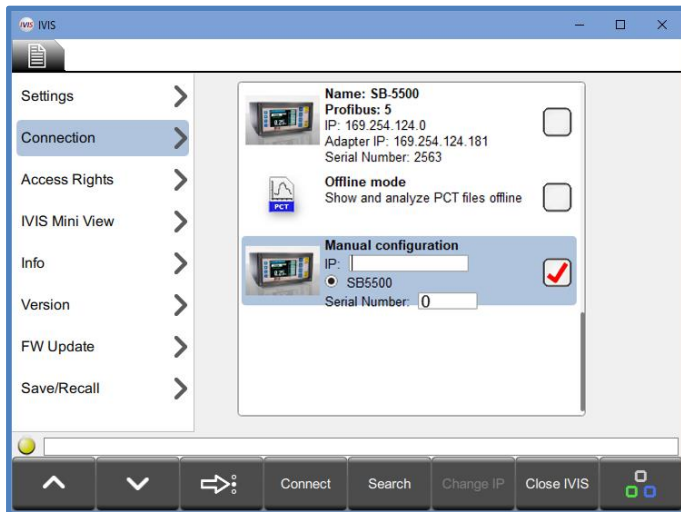 IVIS IVIS
Settings
Connection
Access Rights
IVIS Mini View
Info
Version
FW Update
Save/Recall
Name: SB-5500
Profibus: 5
IP: 169.254.124.0
Adapter IP: 169.254.124.181
Serial Number: 2563
PCT
Offline mode
Show and analyze PCT files offline
Manual configuration
IP:
SB5500
Serial Number: 0
Connect
Search
Change IP
Close IVIS